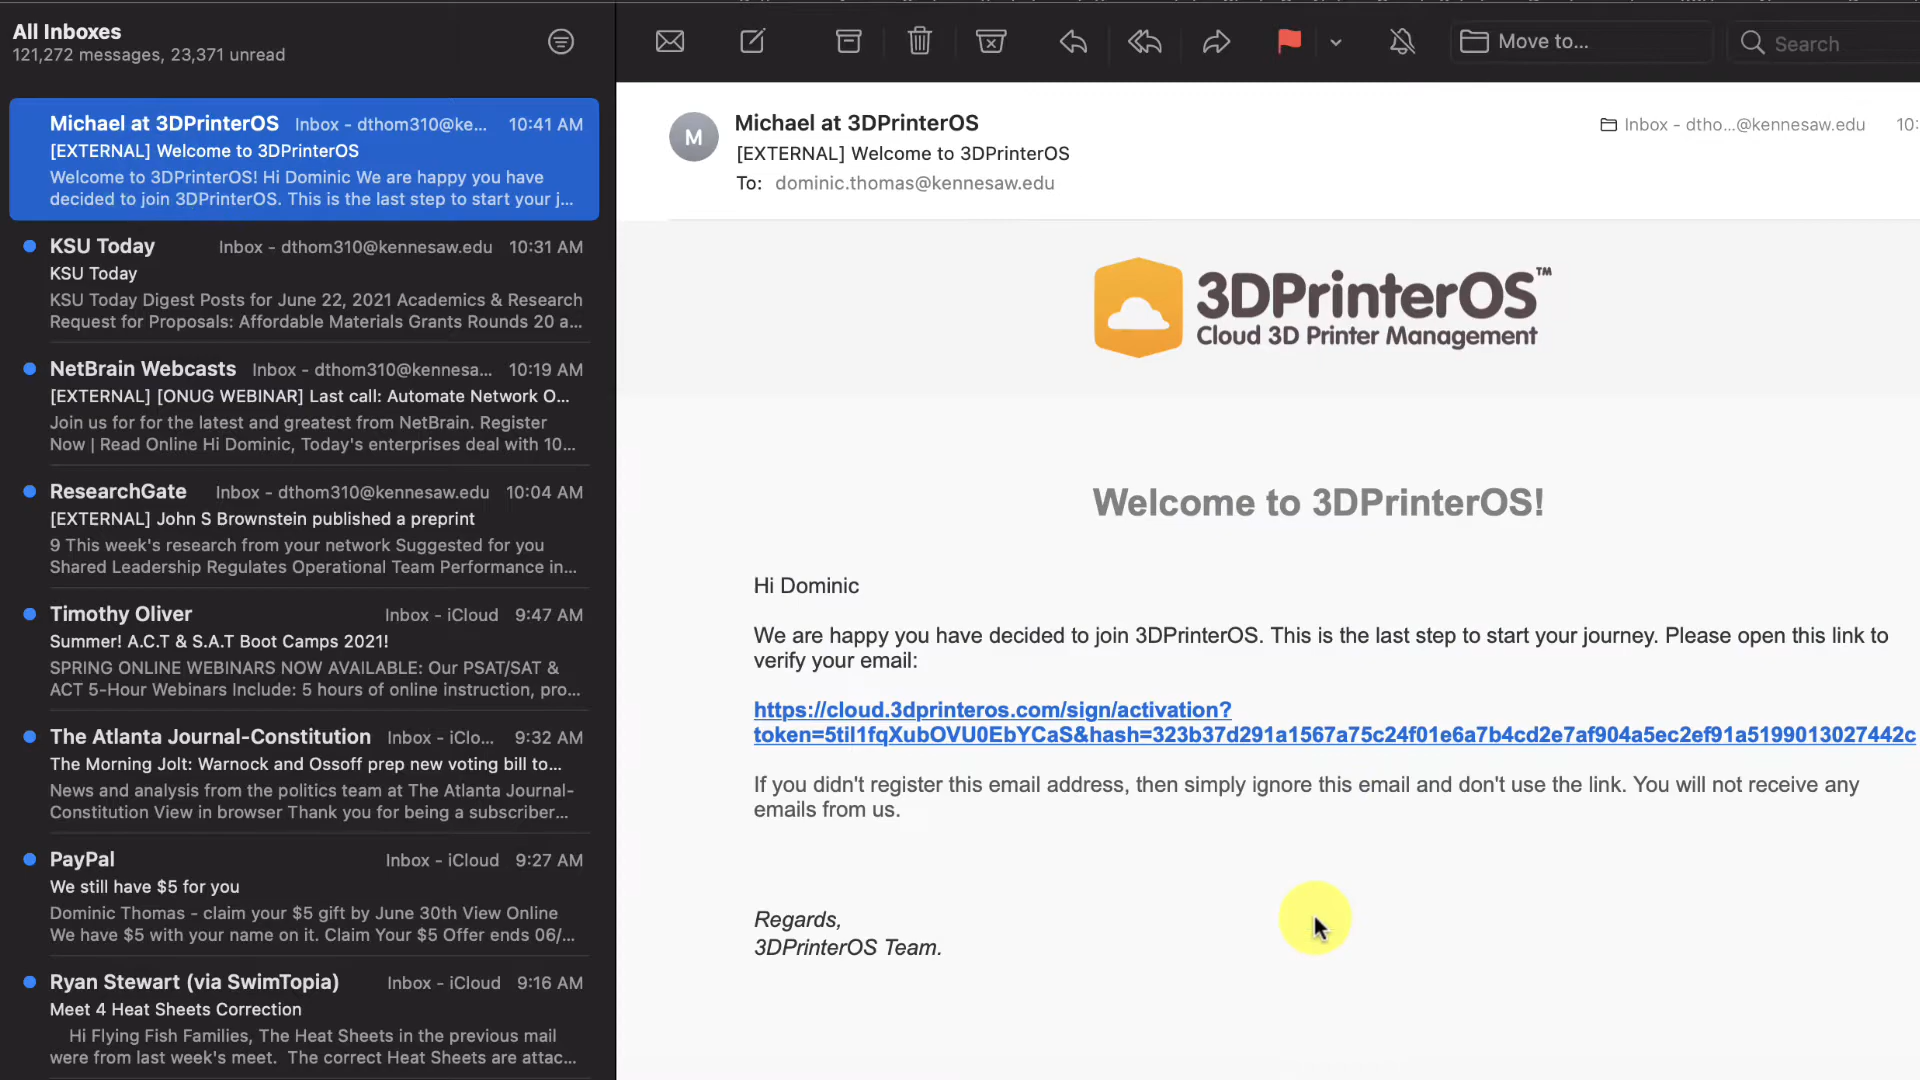 All Inboxes
121,272 messages, 23,371 unread
Michael at 3DPrinterOS Inbox - dthom310@ke... 10:41 AM
[EXTERNAL] Welcome to 3DPrinterOS
Welcome to 3DPrinterOS! Hi Dominic We are happy you have
decided to join 3DPrinterOS. This is the last step to start your j...
KSU Today Inbox - dthom310@kennesaw.edu 10:31 AM
KSU Today
KSU Today Digest Posts for June 22, 2021 Academics & Research
Request for Proposals: Affordable Materials Grants Rounds 20 a...
NetBrain Webcasts Inbox - dthom310@kennesa... 10:19 AM
[EXTERNAL] [ONUG WEBINAR] Last call: Automate Network O...
Join us for for the latest and greatest from NetBrain. Register
Now | Read Online Hi Dominic, Today's enterprises deal with 10...
ResearchGate Inbox - dthom310@kennesaw.edu 10:04 AM
[EXTERNAL] John S Brownstein published a preprint
9 This week's research from your network Suggested for you
Shared Leadership Regulates Operational Team Performance in...
Timothy Oliver Inbox - iCloud 9:47 AM
Summer! A.C.T & S.A.T Boot Camps 2021!
SPRING ONLINE WEBINARS NOW AVAILABLE: Our PSAT/SAT &
ACT 5-Hour Webinars Include: 5 hours of online instruction, pro...
The Atlanta Journal-Constitution Inbox - iClo... 9:32 AM
The Morning Jolt: Warnock and Ossoff prep new voting bill to...
News and analysis from the politics team at The Atlanta Journal-
Constitution View in browser Thank you for being a subscriber...
PayPal Inbox - iCloud 9:27 AM
We still have $5 for you
Dominic Thomas - claim your $5 gift by June 30th View Online
We have $5 with your name on it. Claim Your $5 Offer ends 06/...
Ryan Stewart (via SwimTopia) Inbox - iCloud 9:16 AM
Meet 4 Heat Sheets Correction
Hi Flying Fish Families, The Heat Sheets in the previous mail
were from last week's meet. The correct Heat Sheets are attac...
Move to...
Search
M
Michael at 3DPrinterOS
Inbox - dtho...@kennesaw.edu 10:
[EXTERNAL] Welcome to 3DPrinterOS
To: dominic.thomas@kennesaw.edu
3DPrinterOS™
Cloud 3D Printer Management
Welcome to 3DPrinterOS!
Hi Dominic
We are happy you have decided to join 3DPrinterOS. This is the last step to start your journey. Please open this link to
verify your email:
https://cloud.3dprinteros.com/sign/activation?
token=5til1fqXubOVU0EbYCaS&hash=323b37d291a1567a75c24f01e6a7b4cd2e7af904a5ec2ef91a5199013027442c
If you didn't register this email address, then simply ignore this email and don't use the link. You will not receive any
emails from us.
Regards,
3DPrinterOS Team.